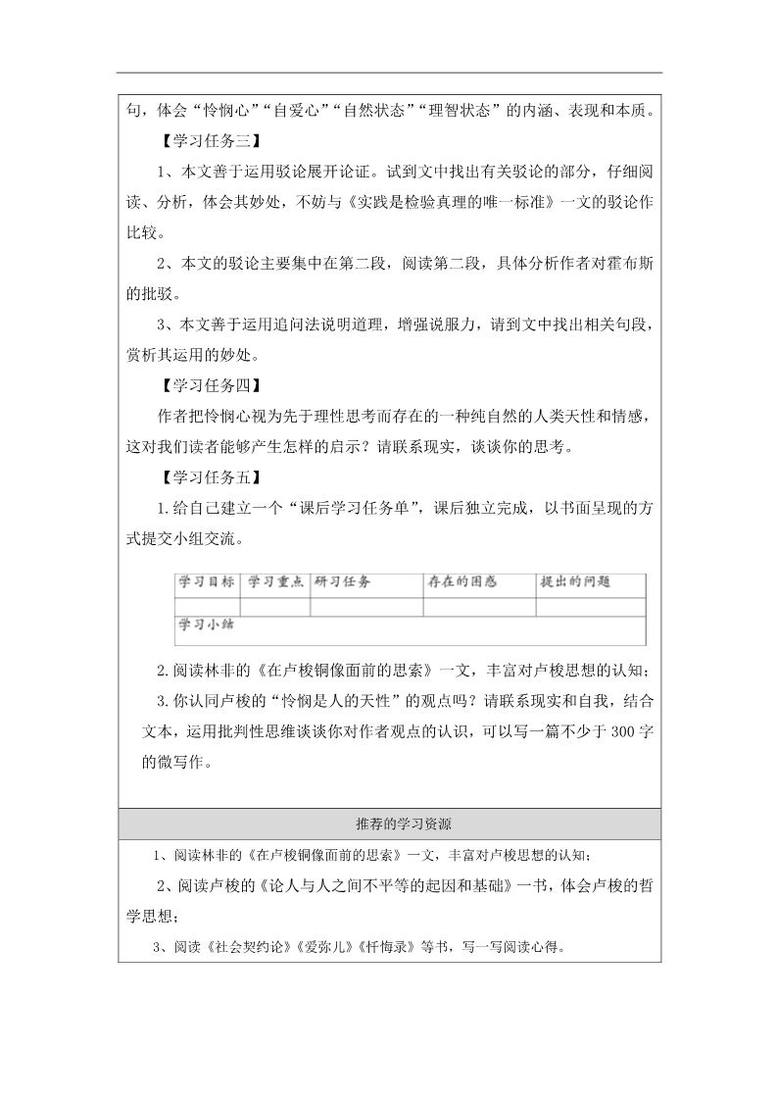 句，体会“怜悯心”“自爱心”“自然状态”“理智状态”的内涵、表现和本质。
【学习任务三】
1、本文善于运用驳论展开论证。试到文中找出有关驳论的部分，仔细阅
读、分析，体会其妙处，不妨与《实践是检验真理的唯一标准》一文的驳论作
比较。
2、本文的驳论主要集中在第二段，阅读第二段，具体分析作者对霍布斯
的批驳。
3、本文善于运用追问法说明道理，增强说服力，请到文中找出相关句段，
赏析其运用的妙处。
【学习任务四】
作者把怜悯心视为先于理性思考而存在的一种纯自然的人类天性和情感，
这对我们读者能够产生怎样的启示？请联系现实，谈谈你的思考。
【学习任务五】
1.给自己建立一个“课后学习任务单”，课后独立完成，以书面呈现的方
式提交小组交流。
学习目标 学习重点 研习任务 存在的困惑 提出的问题
学习小结
2.阅读林非的《在卢梭铜像面前的思索》一文，丰富对卢梭思想的认知；
3.你认同卢梭的“怜悯是人的天性”的观点吗？请联系现实和自我，结合
文本，运用批判性思维谈谈你对作者观点的认识，可以写一篇不少于 300 字
的微写作。
推荐的学习资源
1、阅读林非的《在卢梭铜像面前的思索》一文，丰富对卢梭思想的认知；
2、阅读卢梭的《论人与人之间不平等的起因和基础》一书，体会卢梭的哲
学思想；
3、阅读《社会契约论》《爱弥儿》《忏悔录》等书，写一写阅读心得。